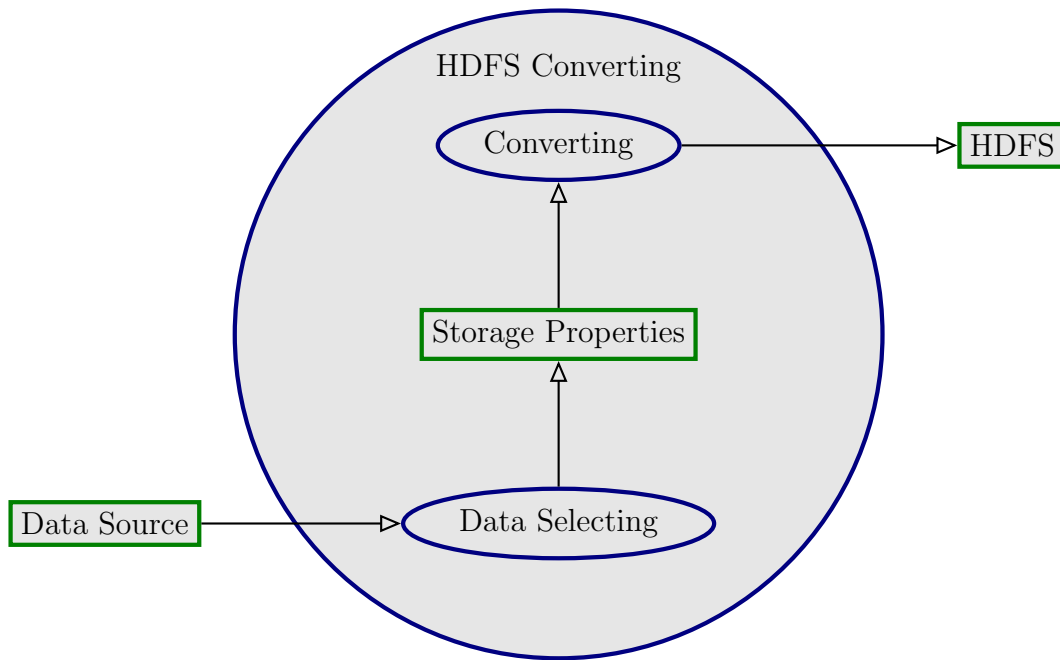 HDFS Converting
Converting
HDFS
Storage Properties
Data Selecting
Data Source